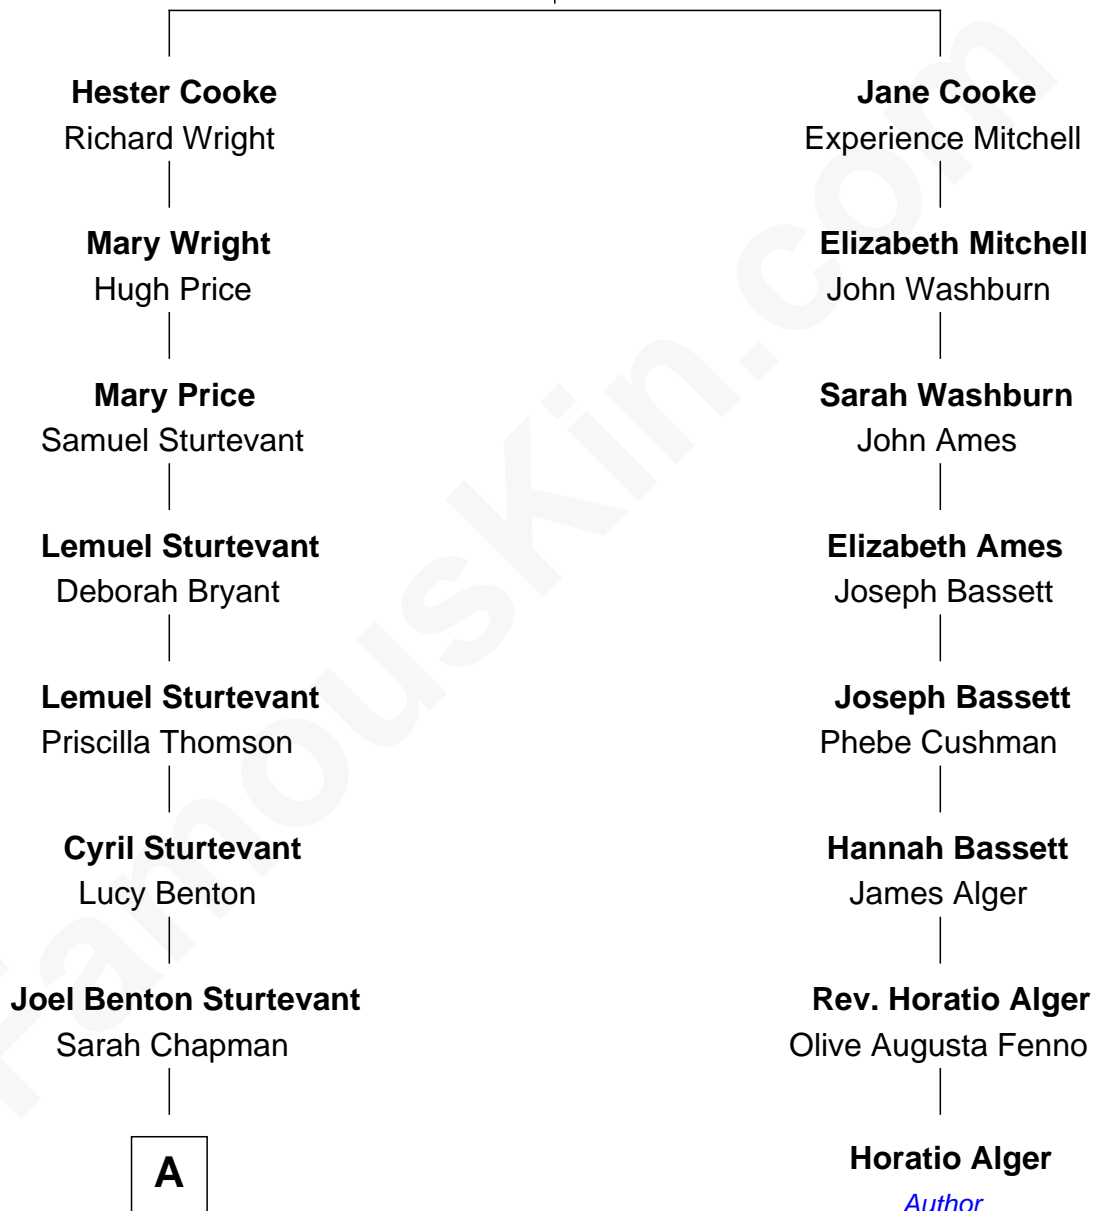 Hester Cooke
Richard Wright
Jane Cooke
Experience Mitchell
Mary Wright
Hugh Price
Elizabeth Mitchell
John Washburn
Mary Price
Samuel Sturtevant
Sarah Washburn
John Ames
Lemuel Sturtevant
Deborah Bryant
Elizabeth Ames
Joseph Bassett
Lemuel Sturtevant
Priscilla Thomson
Joseph Bassett
Phebe Cushman
Cyril Sturtevant
Lucy Benton
Hannah Bassett
James Alger
Joel Benton Sturtevant
Sarah Chapman
Rev. Horatio Alger
Olive Augusta Fenno
A
Horatio Alger
Author
FamousKin.com